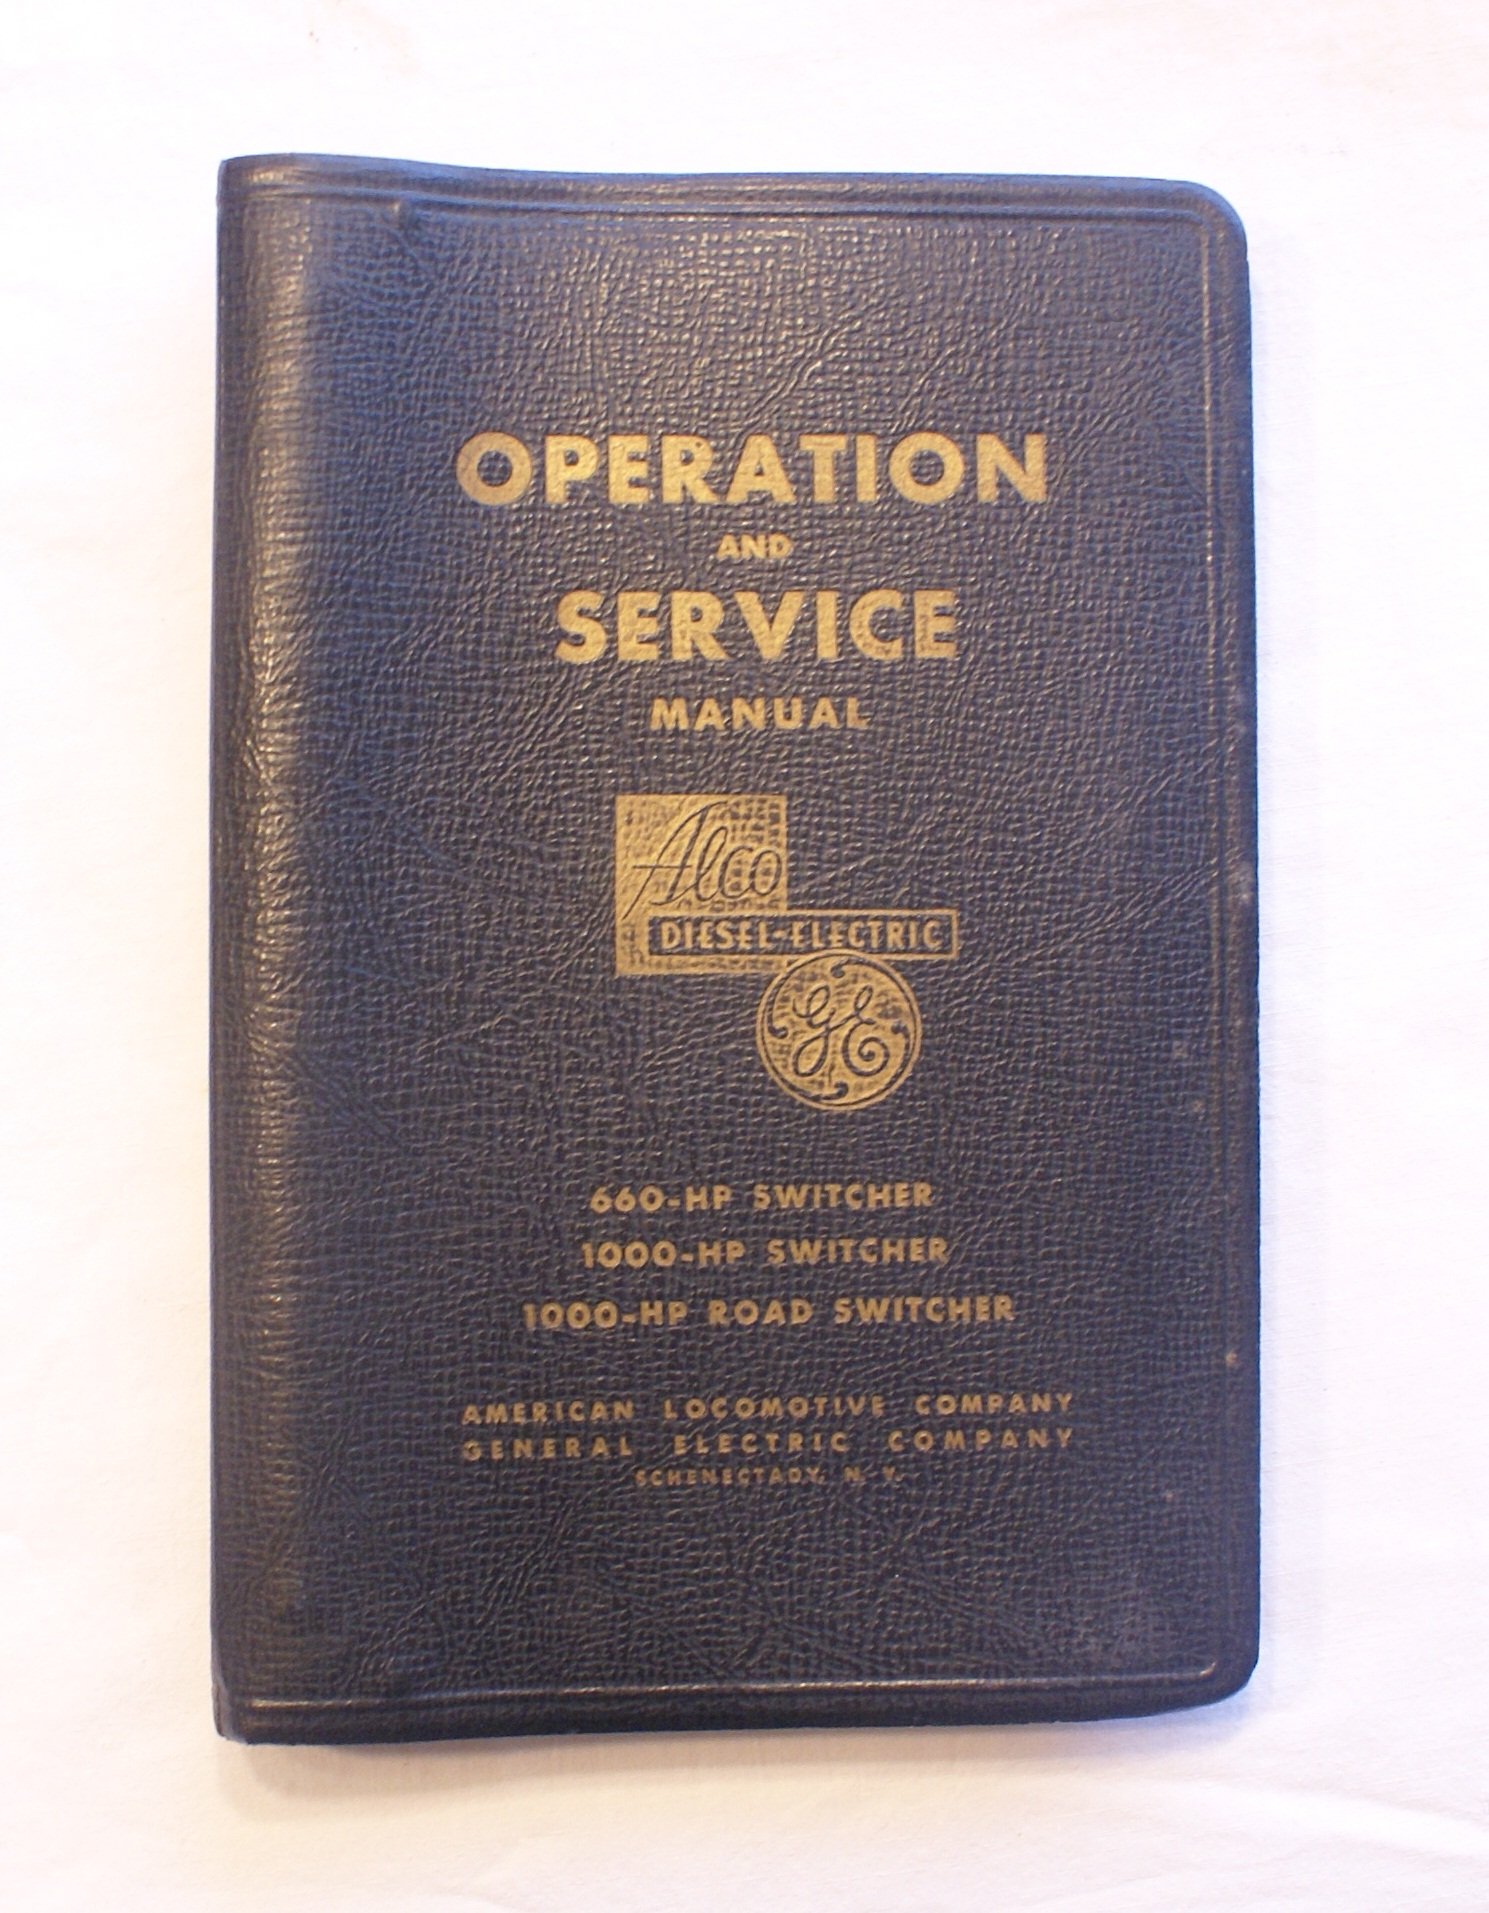 OPERATION
AND
SERVICE
MANUAL
Alco
DIESEL-ELECTRIC
GE
660-HP SWITCHER
1000-HP SWITCHER
1000-HP ROAD SWITCHER
AMERICAN LOCOMOTIVE COMPANY
GENERAL ELECTRIC COMPANY
SCHENECTADY, N. Y.